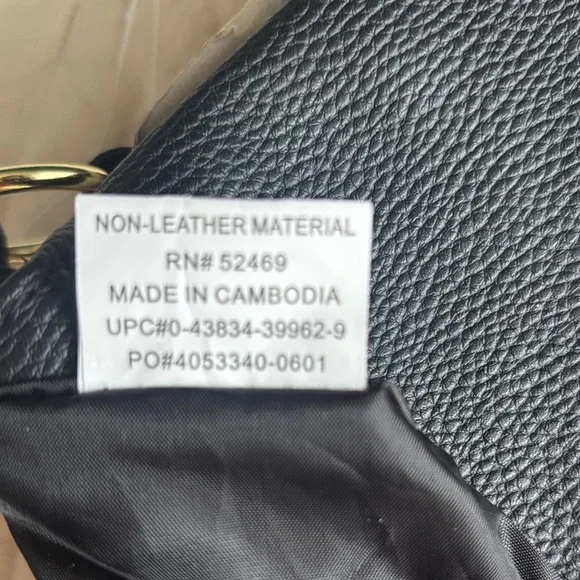 NON-LEATHER MATERIAL
RN# 52469
MADE IN CAMBODIA
UPC#0-43834-39962-9
PO#4053340-0601